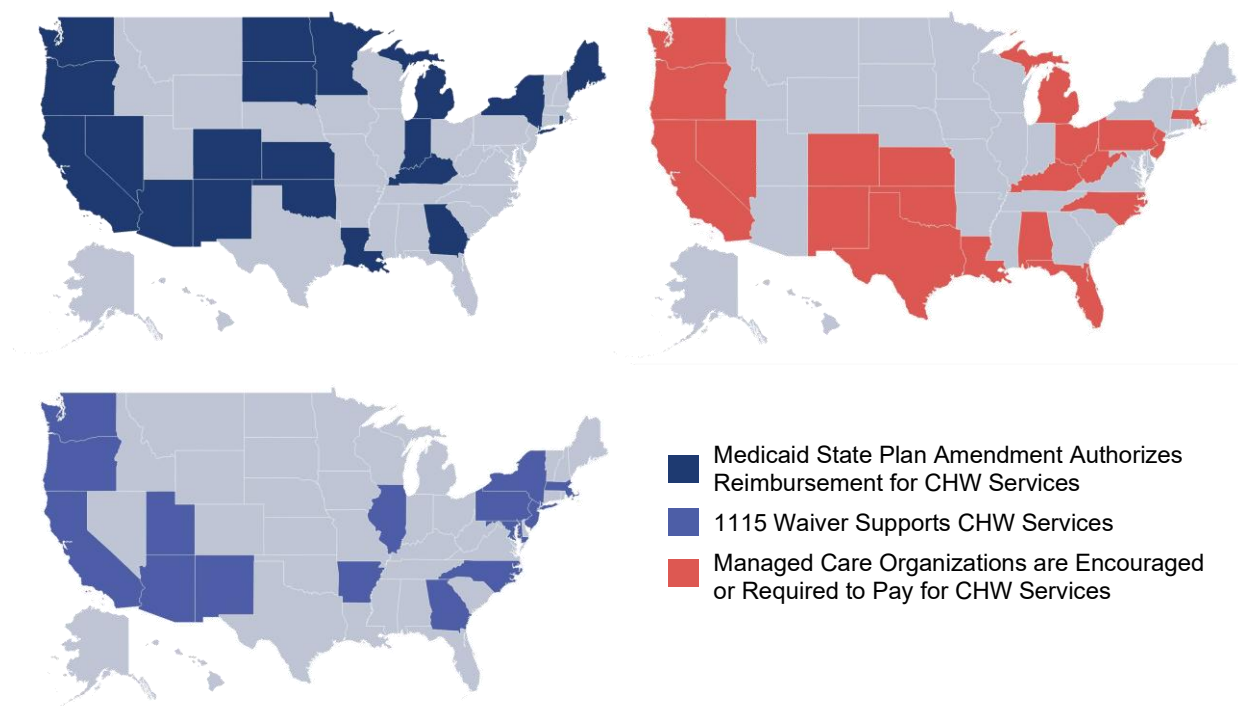 Medicaid State Plan Amendment Authorizes
Reimbursement for CHW Services
1115 Waiver Supports CHW Services
Managed Care Organizations are Encouraged
or Required to Pay for CHW Services